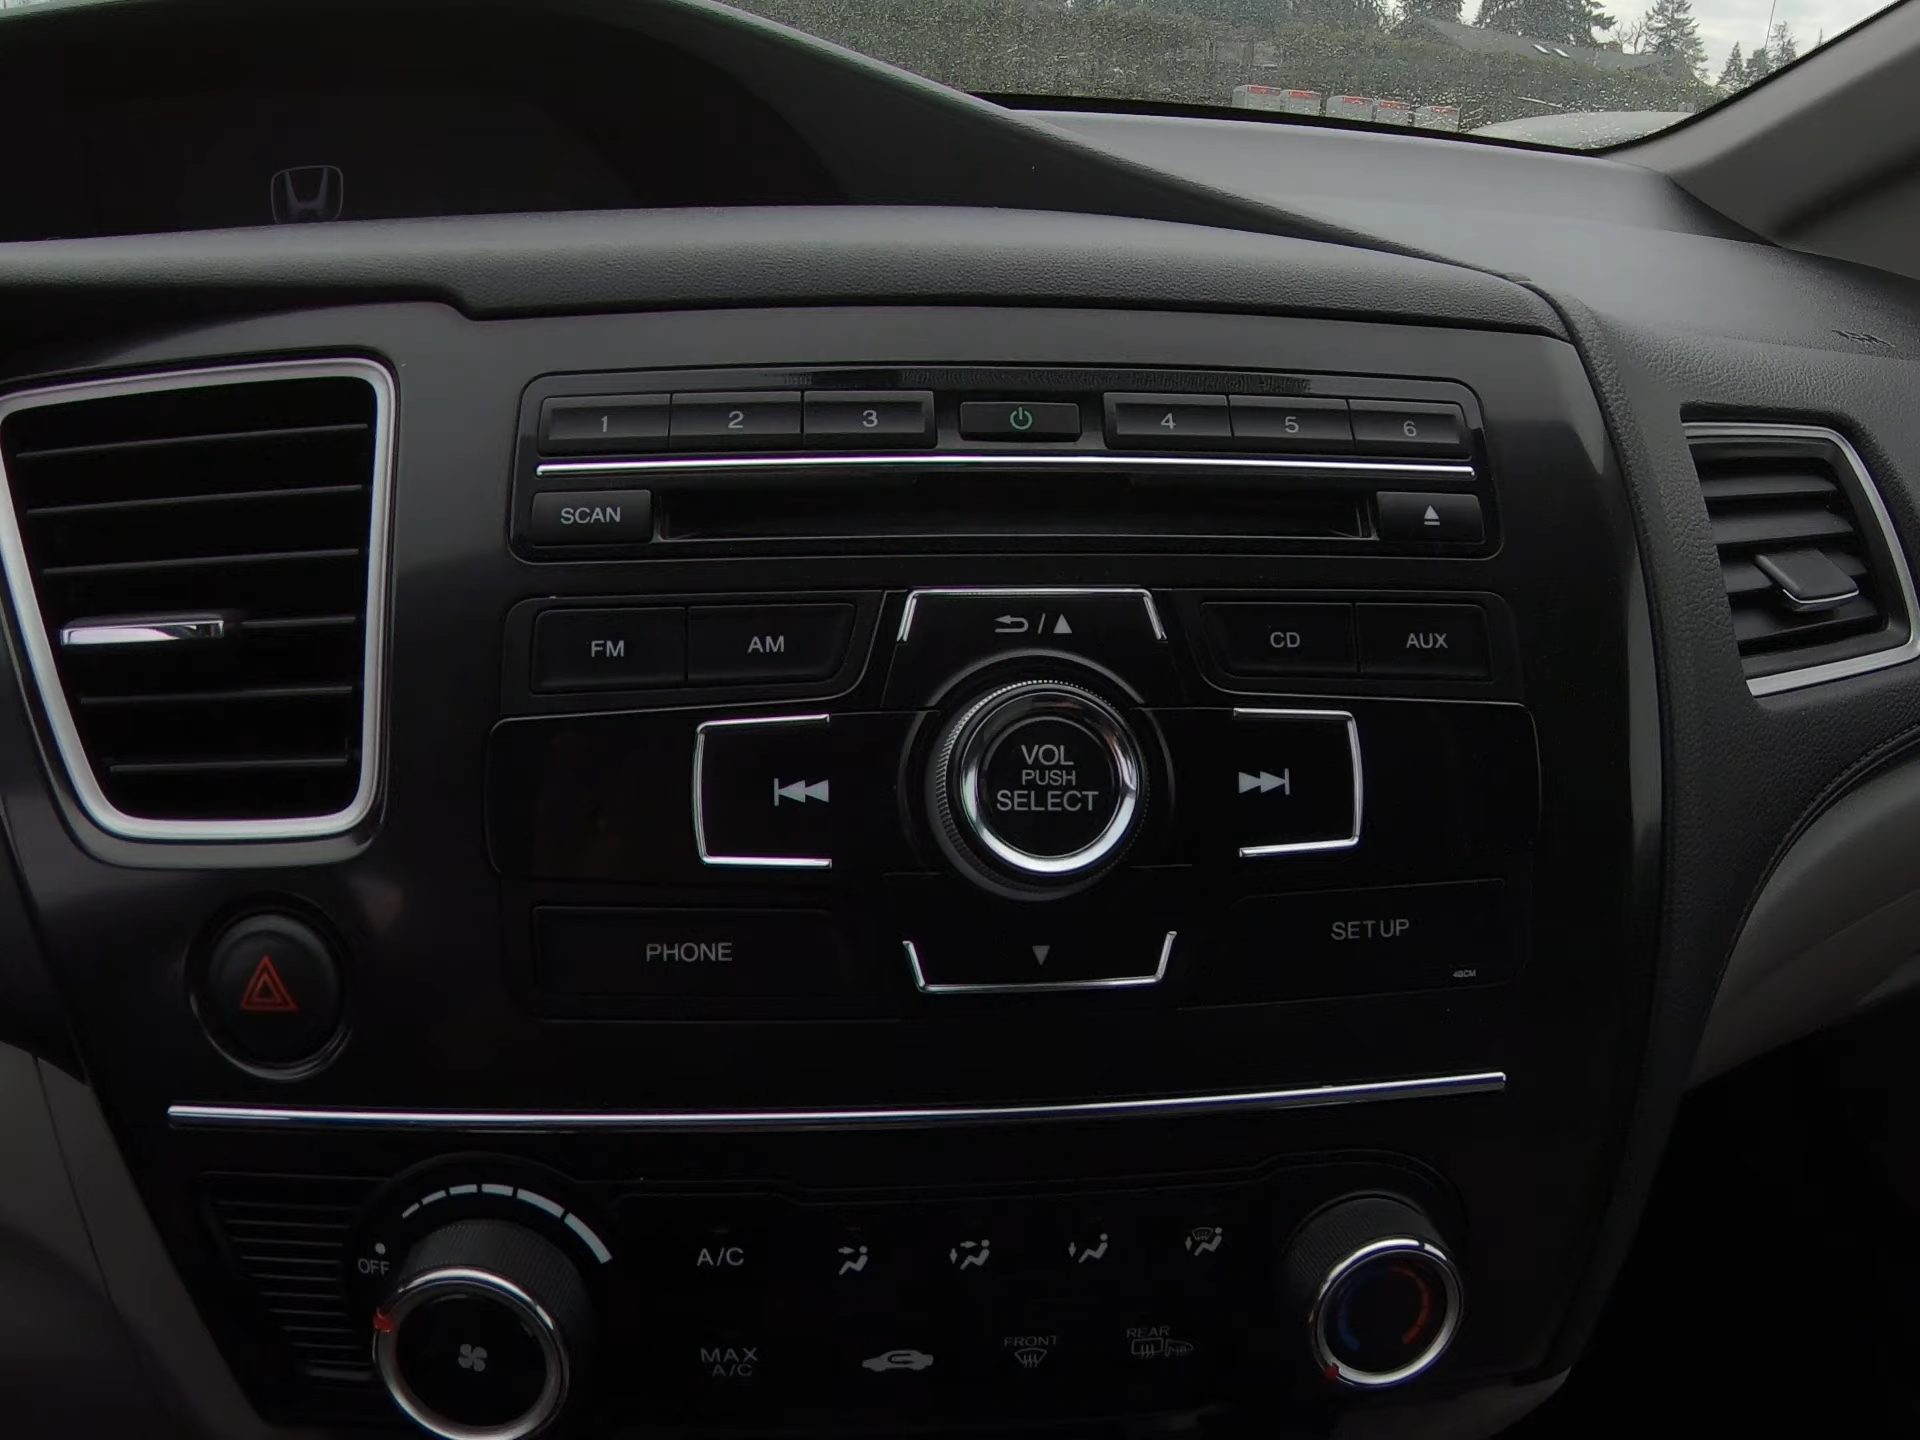 1 2 3 4 5 6
SCAN
FM AM CD AUX
VOL
PUSH
SELECT
PHONE
SETUP
4BCM
OFF
A/C
MAX
A/C
FRONT
REAR